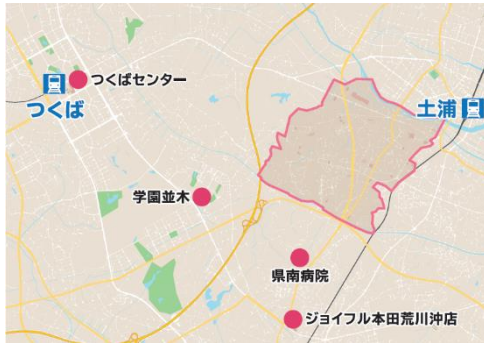 つくばセンター
つくば
土浦
学園並木
県南病院
ジョイフル本田荒川沖店